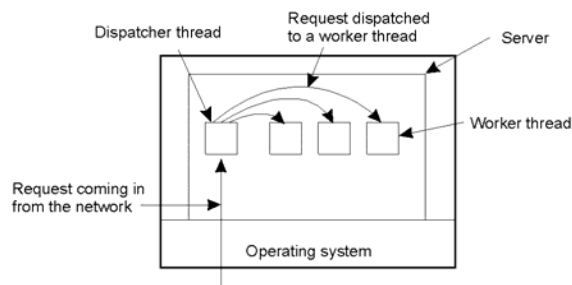 Request dispatched
to a worker thread
Dispatcher thread
Server
Worker thread
Request coming in
from the network
Operating system